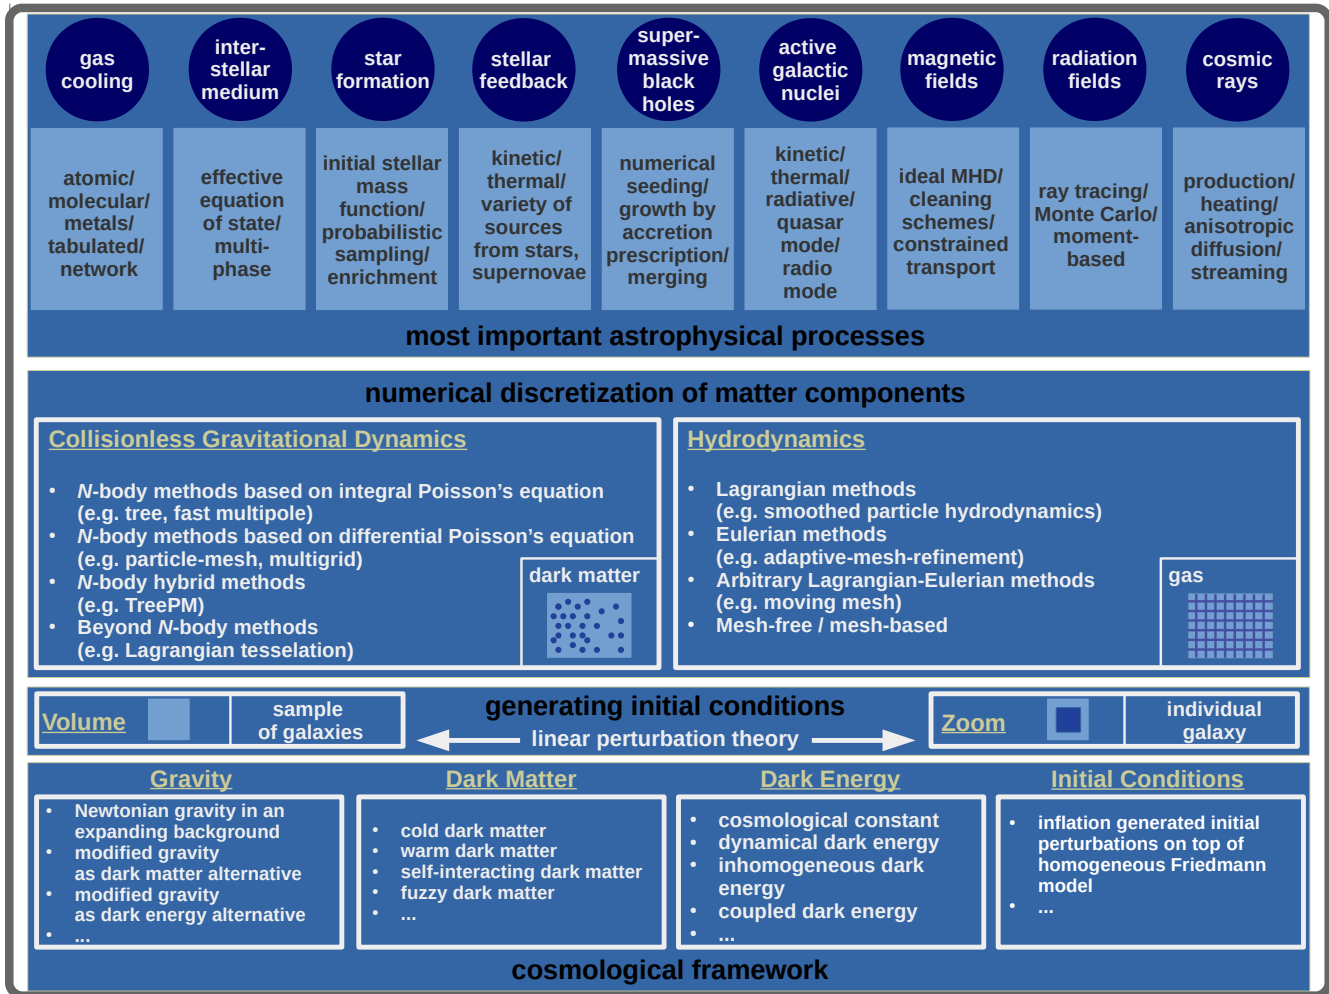 gas
cooling
inter-
stellar
medium
star
formation
stellar
feedback
super-
massive
black
holes
active
galactic
nuclei
magnetic
fields
radiation
fields
cosmic
rays
atomic/
molecular/
metals/
tabulated/
network
effective
equation
of state/
multi-
phase
initial stellar
mass
function/
probabilistic
sampling/
enrichment
kinetic/
thermal/
variety of
sources
from stars,
supernovae
numerical
seeding/
growth by
accretion
prescription/
merging
kinetic/
thermal/
radiative/
quasar
mode/
radio
mode
ideal MHD/
cleaning
schemes/
constrained
transport
ray tracing/
Monte Carlo/
moment-
based
production/
heating/
anisotropic
diffusion/
streaming
most important astrophysical processes
numerical discretization of matter components
Collisionless Gravitational Dynamics
• N-body methods based on integral Poisson’s equation
(e.g. tree, fast multipole)
• N-body methods based on differential Poisson’s equation
(e.g. particle-mesh, multigrid)
• N-body hybrid methods
(e.g. TreePM)
• Beyond N-body methods
(e.g. Lagrangian tesselation)
dark matter
Hydrodynamics
• Lagrangian methods
(e.g. smoothed particle hydrodynamics)
• Eulerian methods
(e.g. adaptive-mesh-refinement)
• Arbitrary Lagrangian-Eulerian methods
(e.g. moving mesh)
• Mesh-free / mesh-based
gas
Volume
sample
of galaxies
generating initial conditions
linear perturbation theory
Zoom
individual
galaxy
Gravity
• Newtonian gravity in an
expanding background
• modified gravity
as dark matter alternative
• modified gravity
as dark energy alternative
• ...
Dark Matter
• cold dark matter
• warm dark matter
• self-interacting dark matter
• fuzzy dark matter
• ...
Dark Energy
• cosmological constant
• dynamical dark energy
• inhomogeneous dark
energy
• coupled dark energy
• ...
Initial Conditions
• inflation generated initial
perturbations on top of
homogeneous Friedmann
model
• ...
cosmological framework